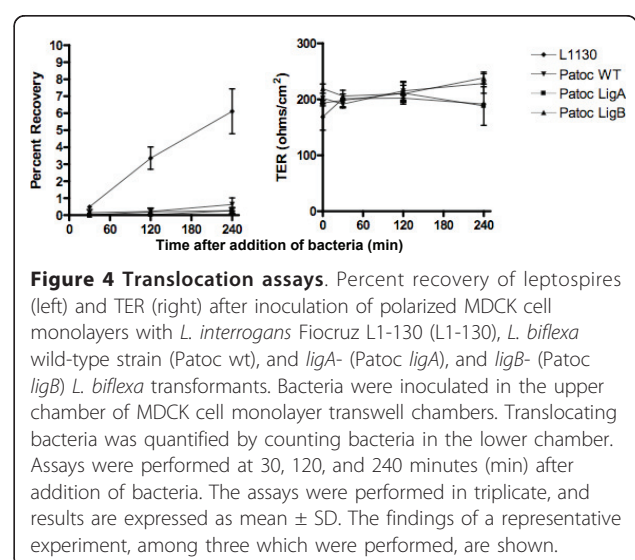 10
9
8
7
6
5
4
3
2
1
0
Percent Recovery
0
60
120
180
240
300
200
100
0
TER (ohms/cm²)
0
60
120
180
240
L1130
Patoc WT
Patoc LigA
Patoc LigB
Time after addition of bacteria (min)
Figure 4 Translocation assays. Percent recovery of leptospires
(left) and TER (right) after inoculation of polarized MDCK cell
monolayers with L. interrogans Fiocruz L1-130 (L1-130), L. biflexa
wild-type strain (Patoc wt), and ligA- (Patoc ligA), and ligB- (Patoc
ligB) L. biflexa transformants. Bacteria were inoculated in the upper
chamber of MDCK cell monolayer transwell chambers. Translocating
bacteria was quantified by counting bacteria in the lower chamber.
Assays were performed at 30, 120, and 240 minutes (min) after
addition of bacteria. The assays were performed in triplicate, and
results are expressed as mean ± SD. The findings of a representative
experiment, among three which were performed, are shown.